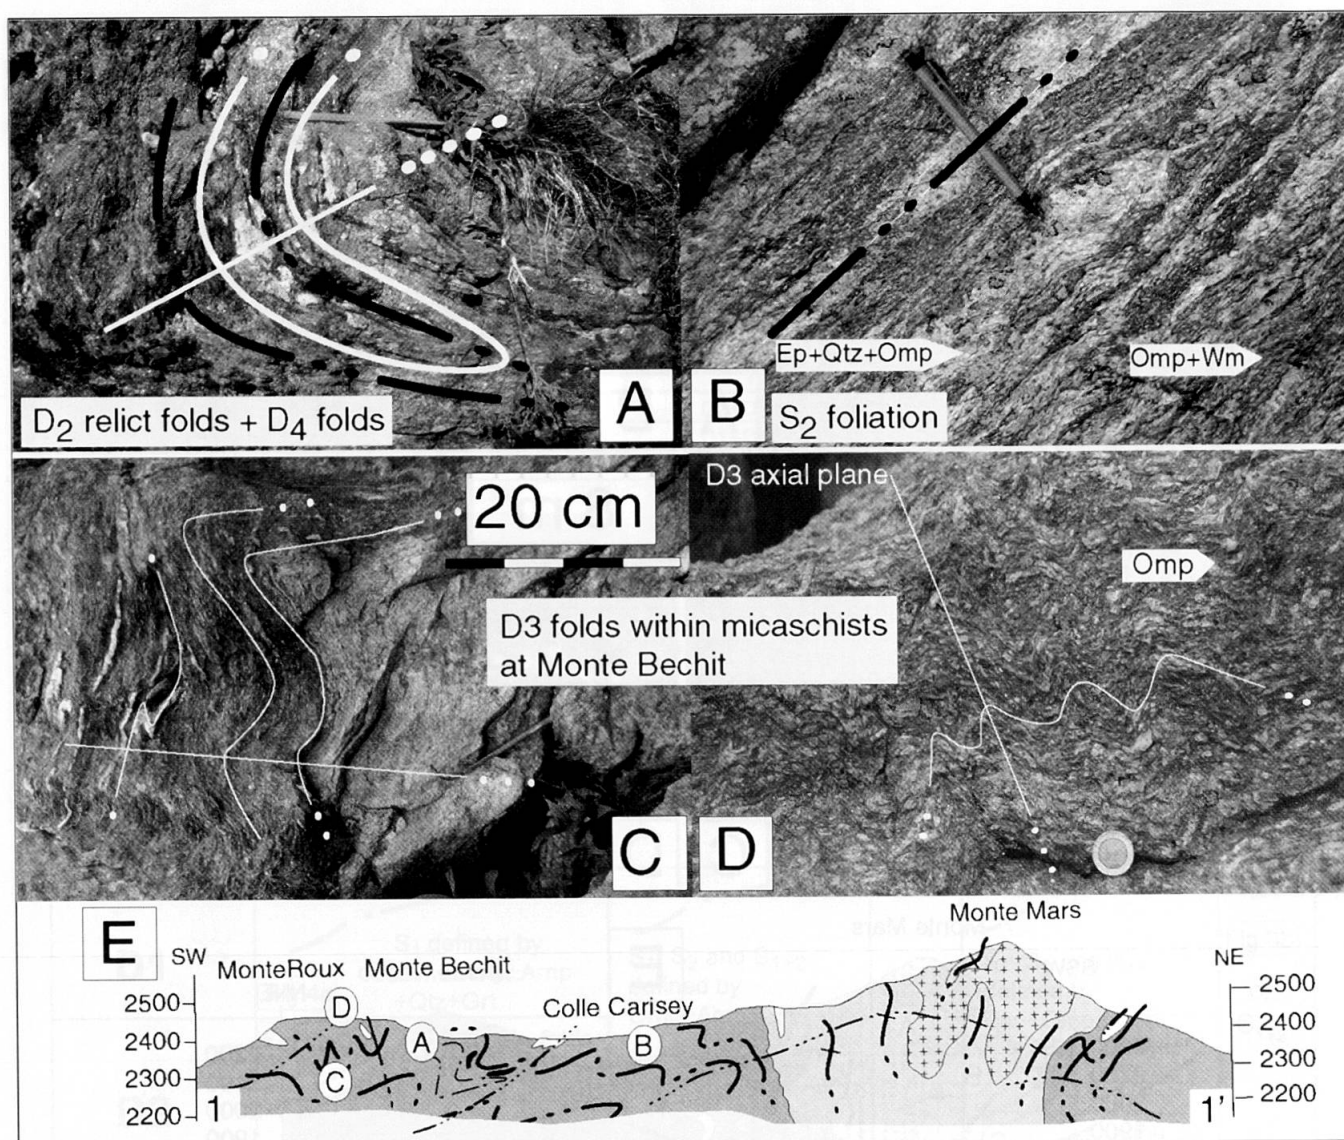 D2 relict folds + D4 folds
A
B
Ep+Qtz+Omp
Omp+Wm
S2 foliation
20 cm
D3 axial plane
Omp
D3 folds within micaschists
at Monte Bechit
C
D
E
SW
MonteRoux
Monte Bechit
Colle Carisey
Monte Mars
NE
2500
2400
2300
2200
D
A
C
B
1
1'
2500
2400
2300
2200